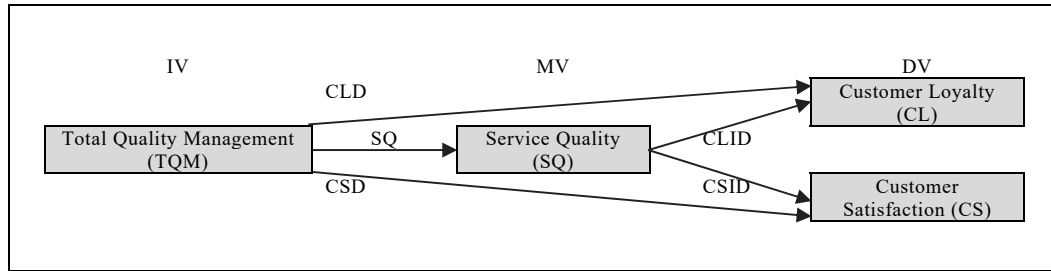 IV
MV
DV
CLD
Customer Loyalty
(CL)
Total Quality Management
(TQM)
SQ
Service Quality
(SQ)
CLID
CSD
CSID
Customer
Satisfaction (CS)